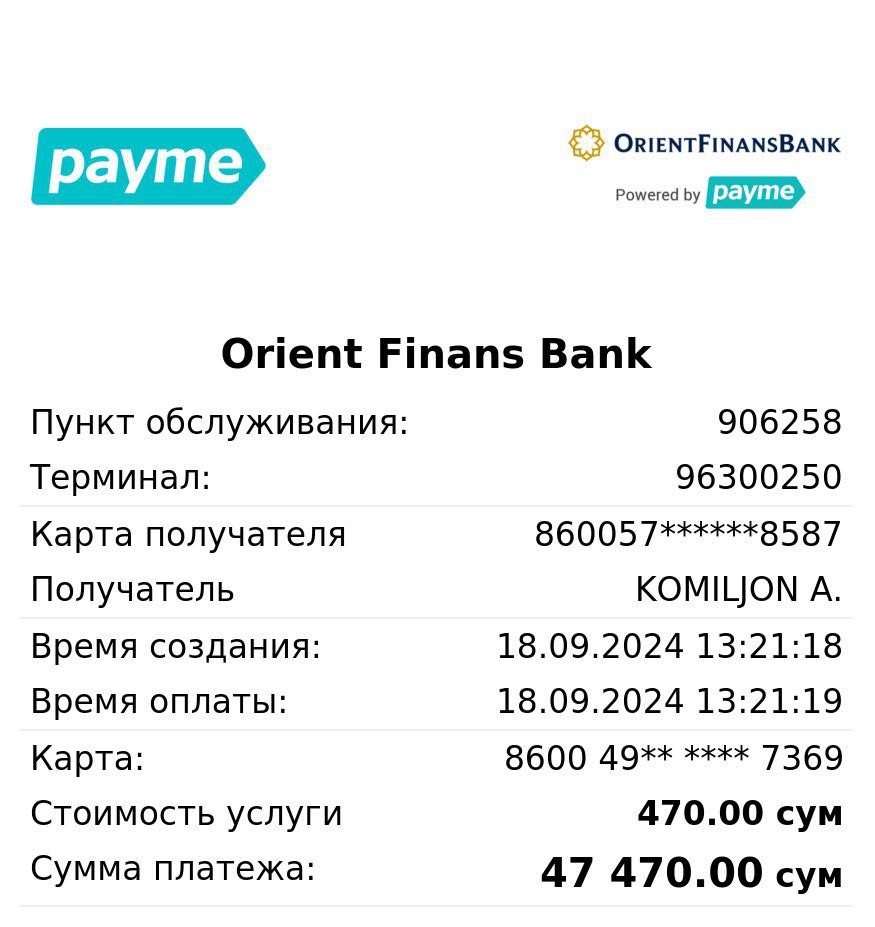 payme
ORIENTFINANSBANK
Powered by payme
Orient Finans Bank
Пункт обслуживания: 906258
Терминал: 96300250
Карта получателя 860057******8587
Получатель KOMILJON A.
Время создания: 18.09.2024 13:21:18
Время оплаты: 18.09.2024 13:21:19
Карта: 8600 49** **** 7369
Стоимость услуги 470.00 сум
Сумма платежа: 47 470.00 сум